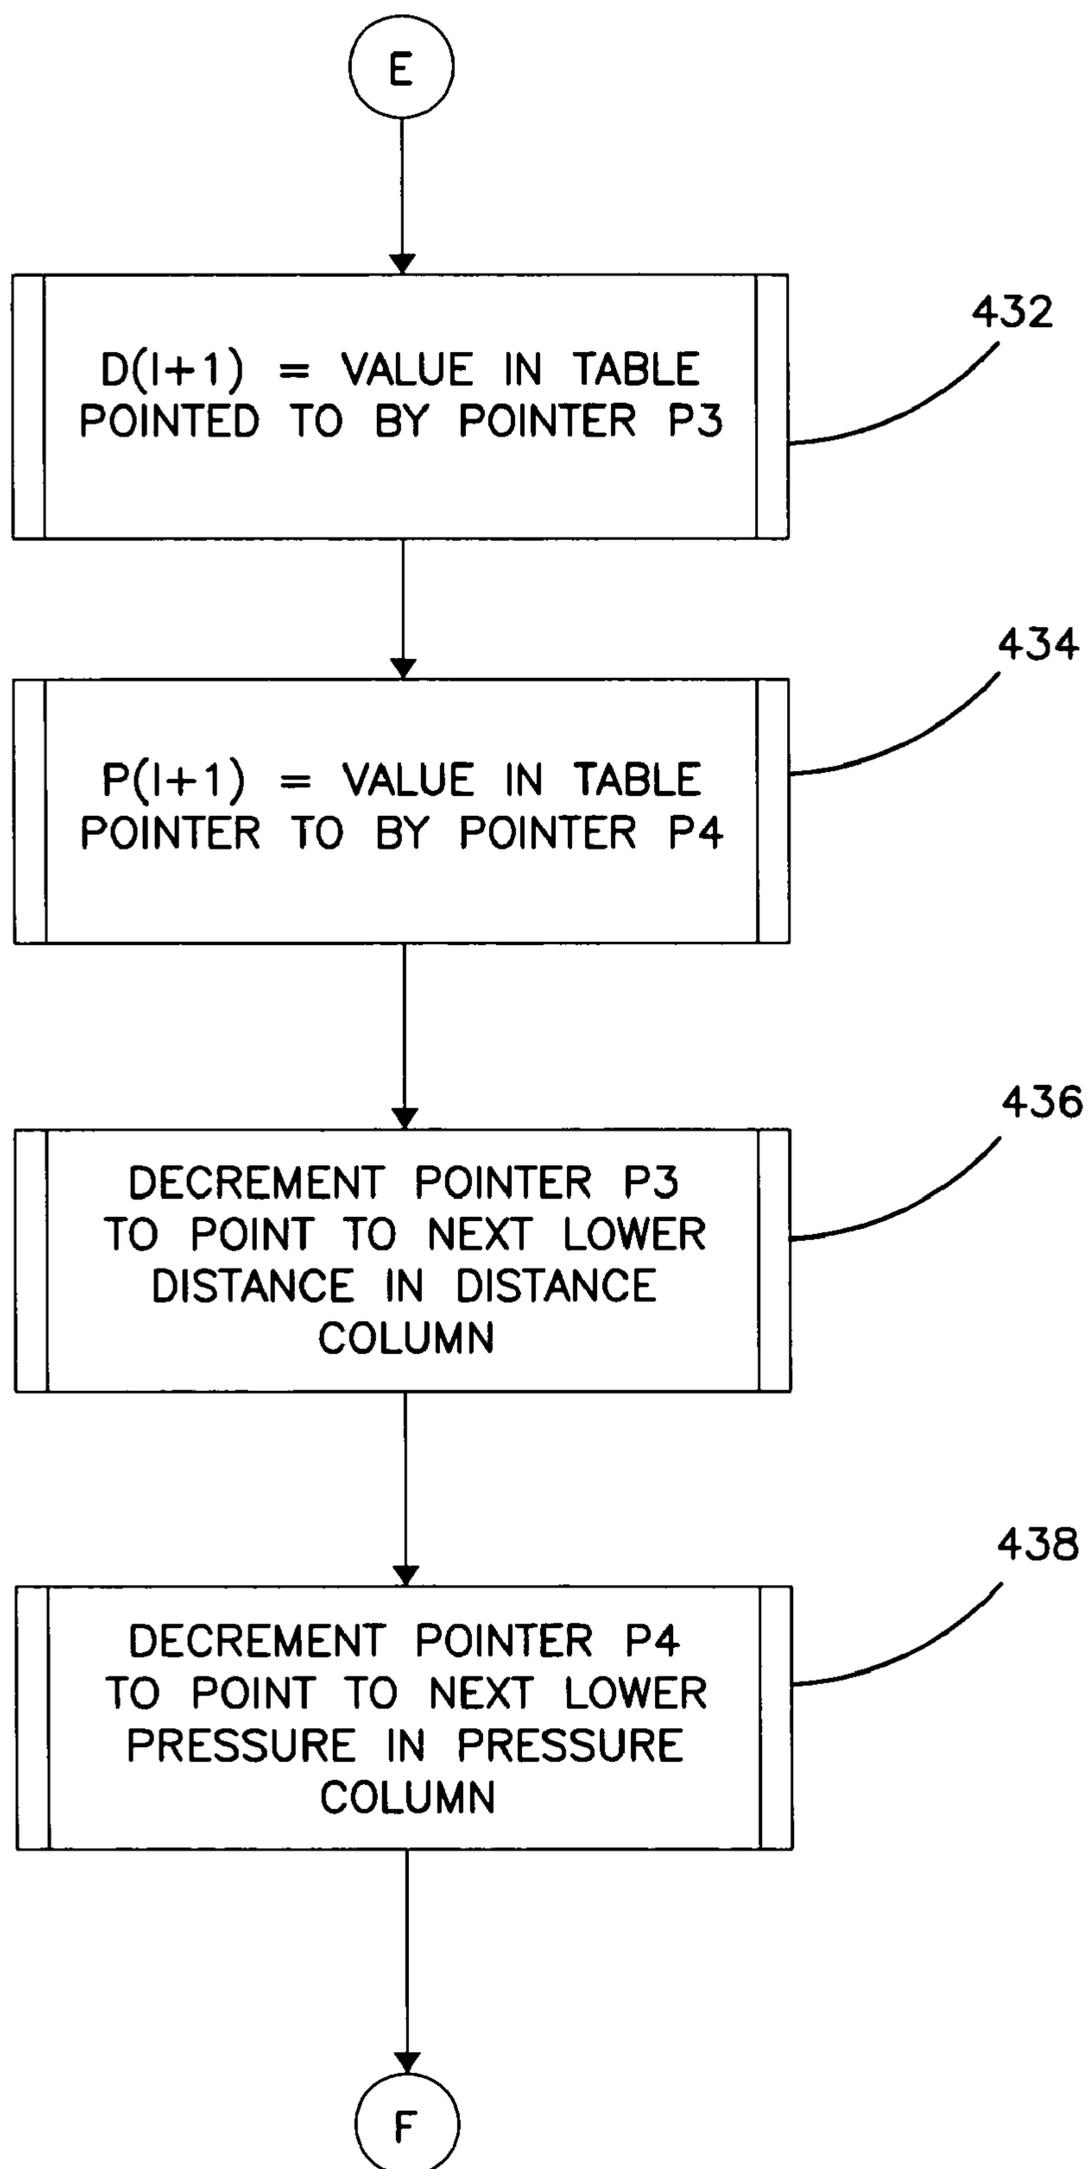 E
432
D(I+1) = VALUE IN TABLE
POINTED TO BY POINTER P3
434
P(I+1) = VALUE IN TABLE
POINTER TO BY POINTER P4
436
DECREMENT POINTER P3
TO POINT TO NEXT LOWER
DISTANCE IN DISTANCE
COLUMN
438
DECREMENT POINTER P4
TO POINT TO NEXT LOWER
PRESSURE IN PRESSURE
COLUMN
F